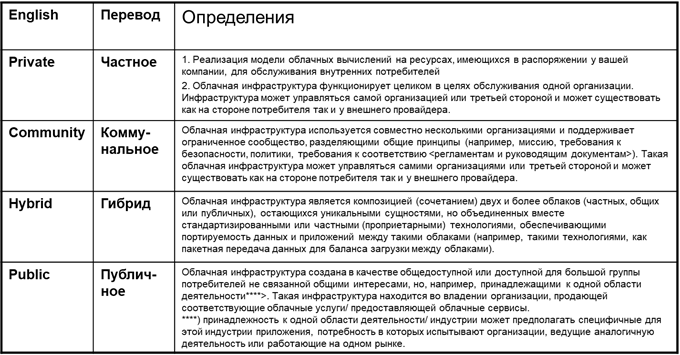 English Перевод Определения
Private Частное 1. Реализация модели облачных вычислений на ресурсах, имеющихся в распоряжении у вашей
компании, для обслуживания внутренних потребителей
2. Облачная инфраструктура функционирует целиком в целях обслуживания одной организации.
Инфраструктура может управляться самой организацией или третьей стороной и может существовать
как на стороне потребителя так и у внешнего провайдера.
Community Комму-
нальное
Облачная инфраструктура используется совместно несколькими организациями и поддерживает
ограниченное сообщество, разделяющими общие принципы (например, миссию, требования к
безопасности, политики, требования к соответствию <регламентам и руководящим документам>). Такая
облачная инфраструктура может управляться самими организациями или третьей стороной и может
существовать как на стороне потребителя так и у внешнего провайдера.
Hybrid Гибрид Облачная инфраструктура является композицией (сочетанием) двух и более облаков (частных, общих
или публичных), остающихся уникальными сущностями, но объединенных вместе
стандартизированными или частными (проприетарными) технологиями, обеспечивающими
портируемость данных и приложений между такими облаками (например, такими технологиями, как
пакетная передача данных для баланса загрузки между облаками).
Public Публич-
ное
Облачная инфраструктура создана в качестве общедоступной или доступной для большой группы
потребителей не связанной общими интересами, но, например, принадлежащими к одной области
деятельности****>. Такая инфраструктура находится во владении организации, продающей
соответствующие облачные услуги/ предоставляющей облачные сервисы.
****) принадлежность к одной области деятельности/ индустрии может предполагать специфичные для
этой индустрии приложения, потребность в которых испытывают организации, ведущие аналогичную
деятельность или работающие на одном рынке.